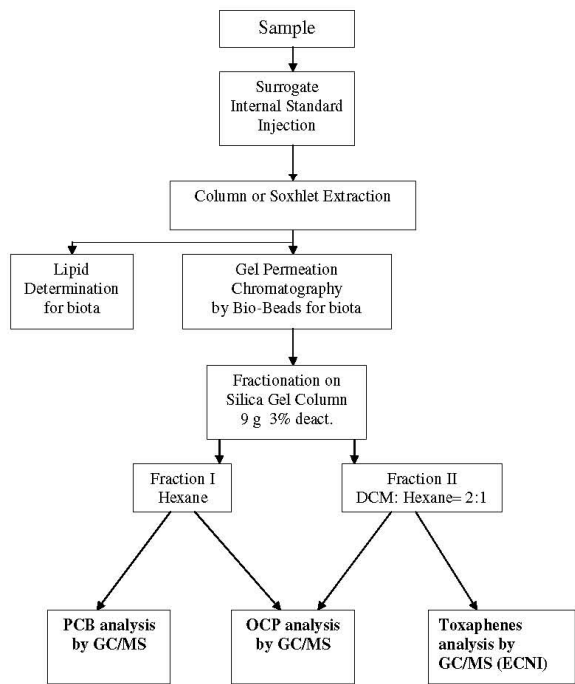 Sample
Surrogate
Internal Standard
Injection
Column or Soxhlet Extraction
Lipid
Determination
for biota
Gel Permeation
Chromatography
by Bio-Beads for biota
Fractionation on
Silica Gel Column
9 g 3% deact.
Fraction I
Hexane
Fraction II
DCM: Hexane= 2:1
PCB analysis
by GC/MS
OCP analysis
by GC/MS
Toxaphenes
analysis by
GC/MS (ECNI)